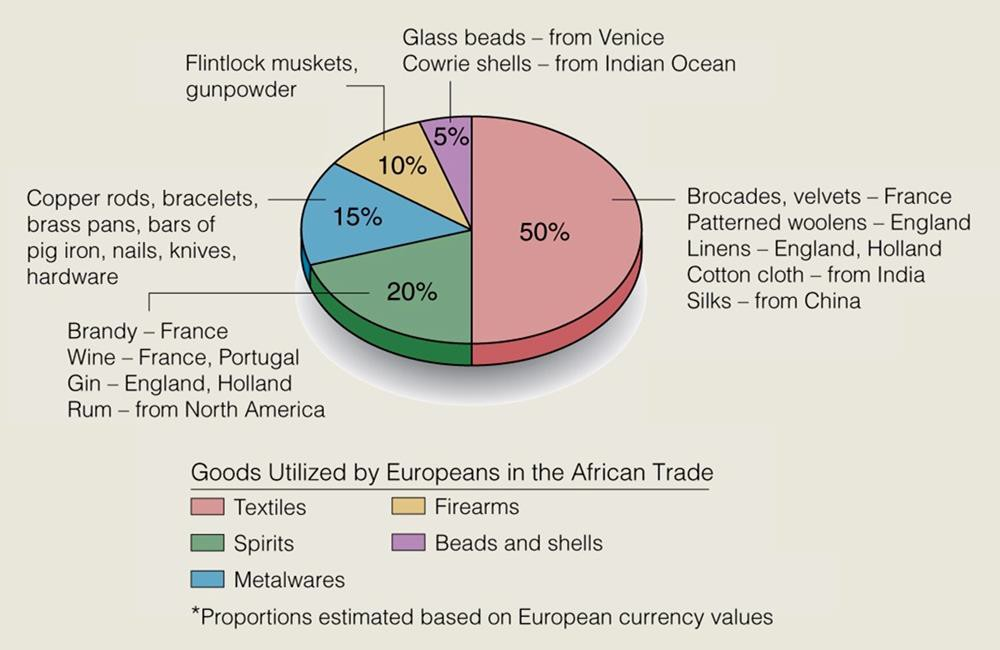 Glass beads – from Venice
Cowrie shells – from Indian Ocean
Flintlock muskets,
gunpowder
5%
10%
Copper rods, bracelets,
brass pans, bars of
pig iron, nails, knives,
hardware
15%
50%
Brocades, velvets – France
Patterned woolens – England
Linens – England, Holland
Cotton cloth – from India
Silks – from China
20%
Brandy – France
Wine – France, Portugal
Gin – England, Holland
Rum – from North America
Goods Utilized by Europeans in the African Trade
Textiles
Firearms
Spirits
Beads and shells
Metalwares
*Proportions estimated based on European currency values